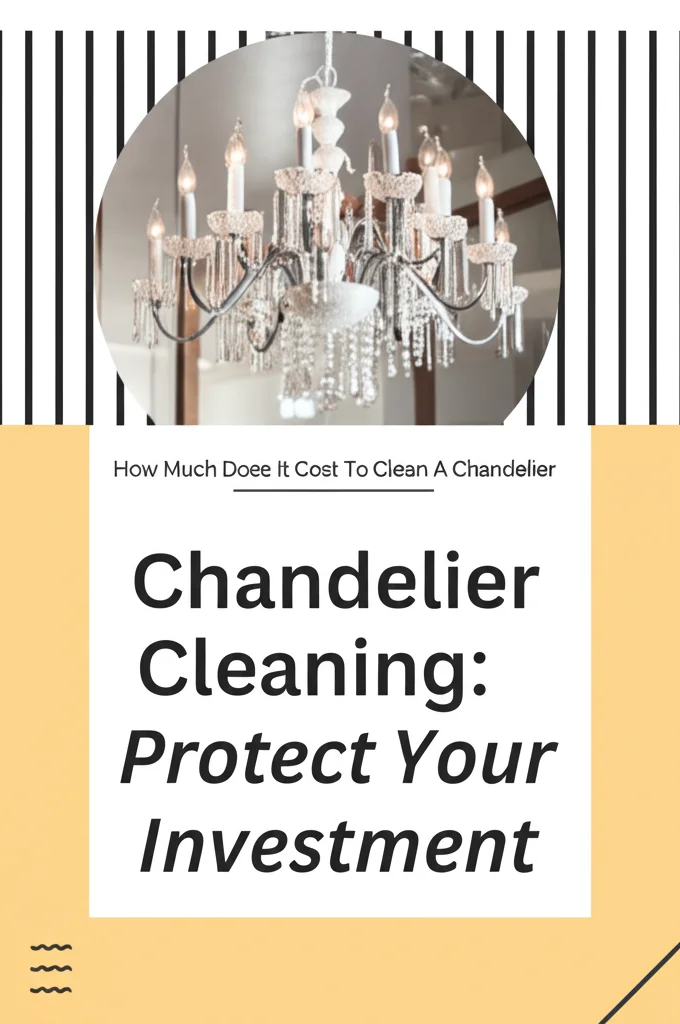 How Much Doee It Cost To Clean A Chandelier
Chandelier
Cleaning:
Protect Your
Investment